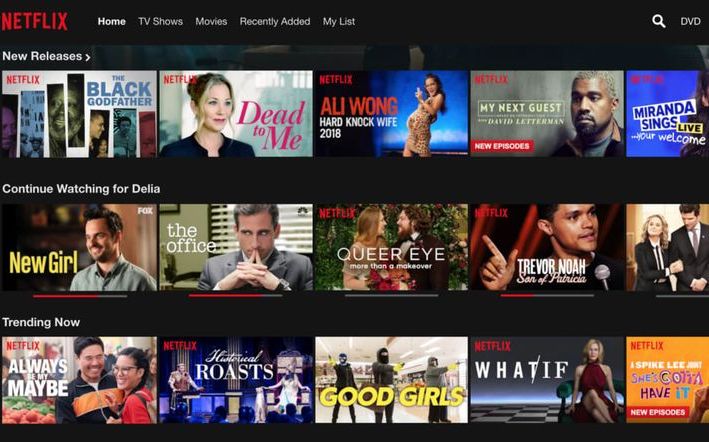 NETFLIX
Home TV Shows Movies Recently Added My List DVD
New Releases >
NETFLIX
THE
BLACK
GODFATHER
NETFLIX
Dead
to Me
NETFLIX
ALI WONG
HARD KNOCK WIFE
2018
NETFLIX
MY NEXT GUEST
WITH DAVID LETTERMAN
NEW EPISODES
NETFLIX
MIRANDA
SINGS LIVE
...your welcome
Continue Watching for Delia
FOX
New Girl
the
office
NETFLIX
QUEER EYE
more than a makeover
NETFLIX
TREVOR NOAH
Son of Patricia
Trending Now
NETFLIX
ALWAYS
BE MY
MAYBE
NETFLIX
Historical
ROASTS
GOOD GIRLS
NETFLIX
WHAT/IF
NETFLIX
A SPIKE LEE JOINT
SHE'S GOTTA
HAVE IT
NEW EPISODES